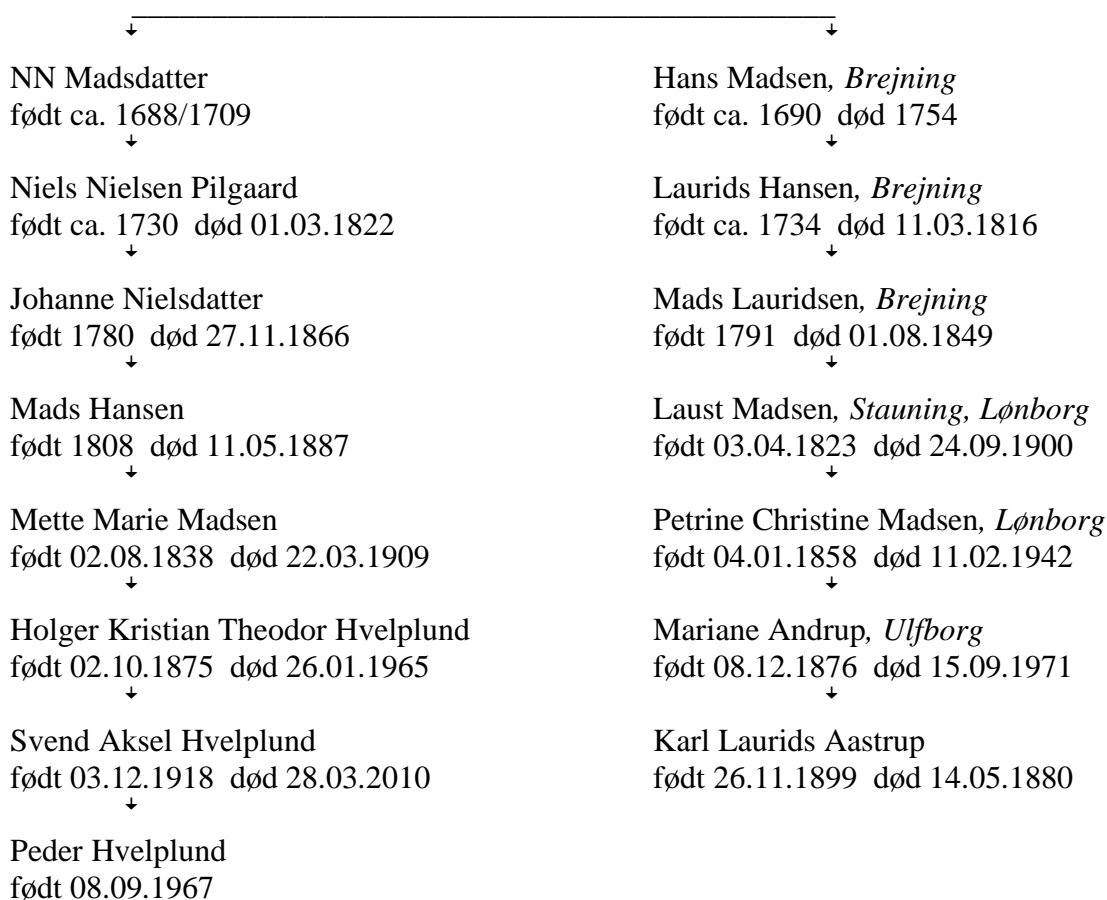 NN Madsdatter
født ca. 1688/1709
Niels Nielsen Pilgaard
født ca. 1730 død 01.03.1822
Johanne Nielsdatter
født 1780 død 27.11.1866
Mads Hansen
født 1808 død 11.05.1887
Mette Marie Madsen
født 02.08.1838 død 22.03.1909
Holger Kristian Theodor Hvelplund
født 02.10.1875 død 26.01.1965
Svend Aksel Hvelplund
født 03.12.1918 død 28.03.2010
Peder Hvelplund
født 08.09.1967
Hans Madsen, Brejning
født ca. 1690 død 1754
Laurids Hansen, Brejning
født ca. 1734 død 11.03.1816
Mads Lauridsen, Brejning
født 1791 død 01.08.1849
Laust Madsen, Stauning, Lønborg
født 03.04.1823 død 24.09.1900
Petrine Christine Madsen, Lønborg
født 04.01.1858 død 11.02.1942
Mariane Andrup, Ulfborg
født 08.12.1876 død 15.09.1971
Karl Laurids Aastrup
født 26.11.1899 død 14.05.1880